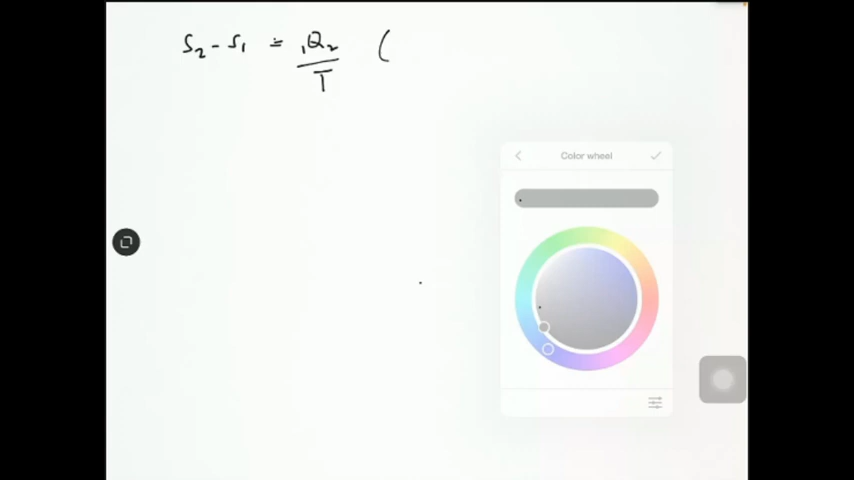 S₂ - S₁ = ₁Q₂/T (
Color wheel